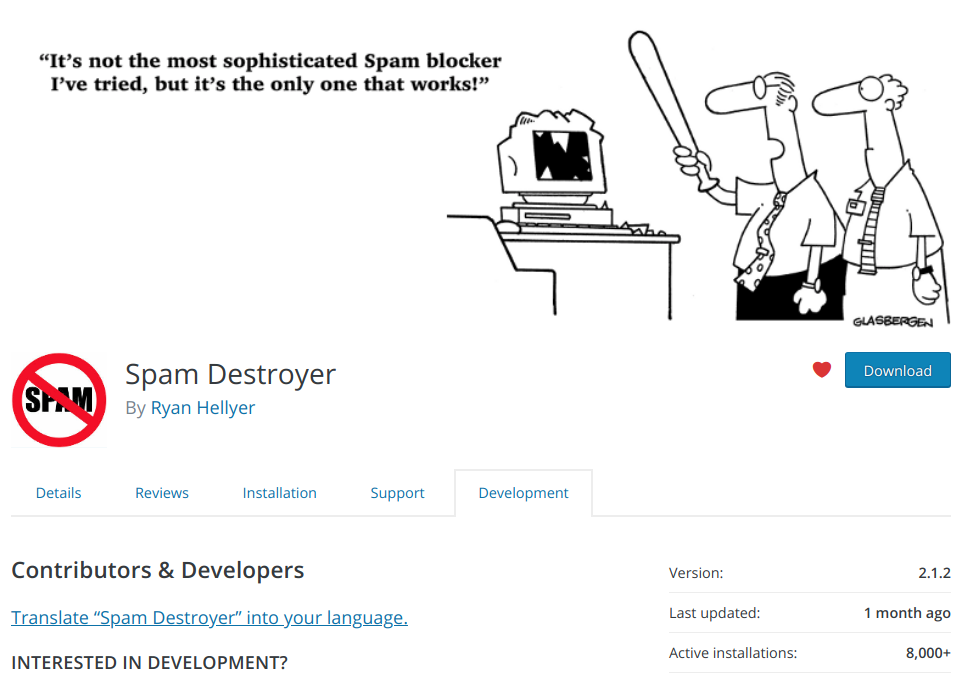 “It’s not the most sophisticated Spam blocker
I’ve tried, but it’s the only one that works!”
GLASBERGEN
SPAM
Spam Destroyer
By Ryan Hellyer
Download
Details Reviews Installation Support Development
Contributors & Developers
Translate “Spam Destroyer” into your language.
INTERESTED IN DEVELOPMENT?
Version: 2.1.2
Last updated: 1 month ago
Active installations: 8,000+